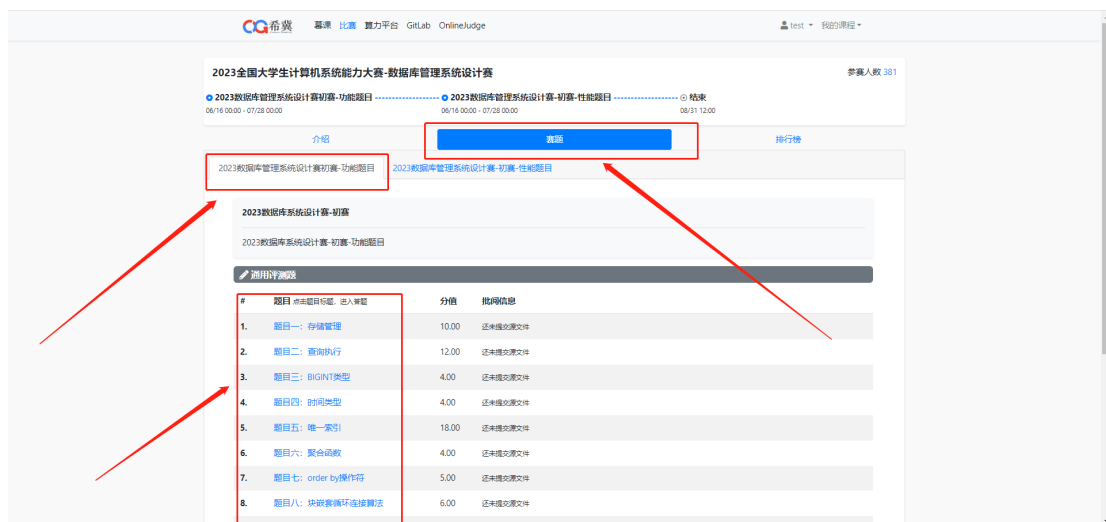 CG希冀 慕课 比赛 算力平台 GitLab OnlineJudge test 我的课程
2023全国大学生计算机系统能力大赛-数据库管理系统设计赛 参赛人数 381
2023数据库管理系统设计赛初赛-功能题目 2023数据库管理系统设计赛-初赛-性能题目 结束
06/16 00:00 - 07/28 00:00 06/16 00:00 - 07/28 00:00 08/31 12:00
介绍 赛题 排行榜
2023数据库管理系统设计赛初赛-功能题目 2023数据库管理系统设计赛-初赛-性能题目
2023数据库系统设计赛-初赛
2023数据库系统设计赛-初赛-功能题目
通用评测题
# 题目 点击题目标题，进入答题 分值 批阅信息
1. 题目一：存储管理 10.00 还未提交源文件
2. 题目二：查询执行 12.00 还未提交源文件
3. 题目三：BIGINT类型 4.00 还未提交源文件
4. 题目四：时间类型 4.00 还未提交源文件
5. 题目五：唯一索引 18.00 还未提交源文件
6. 题目六：聚合函数 4.00 还未提交源文件
7. 题目七：order by操作符 5.00 还未提交源文件
8. 题目八：块嵌套循环连接算法 6.00 还未提交源文件